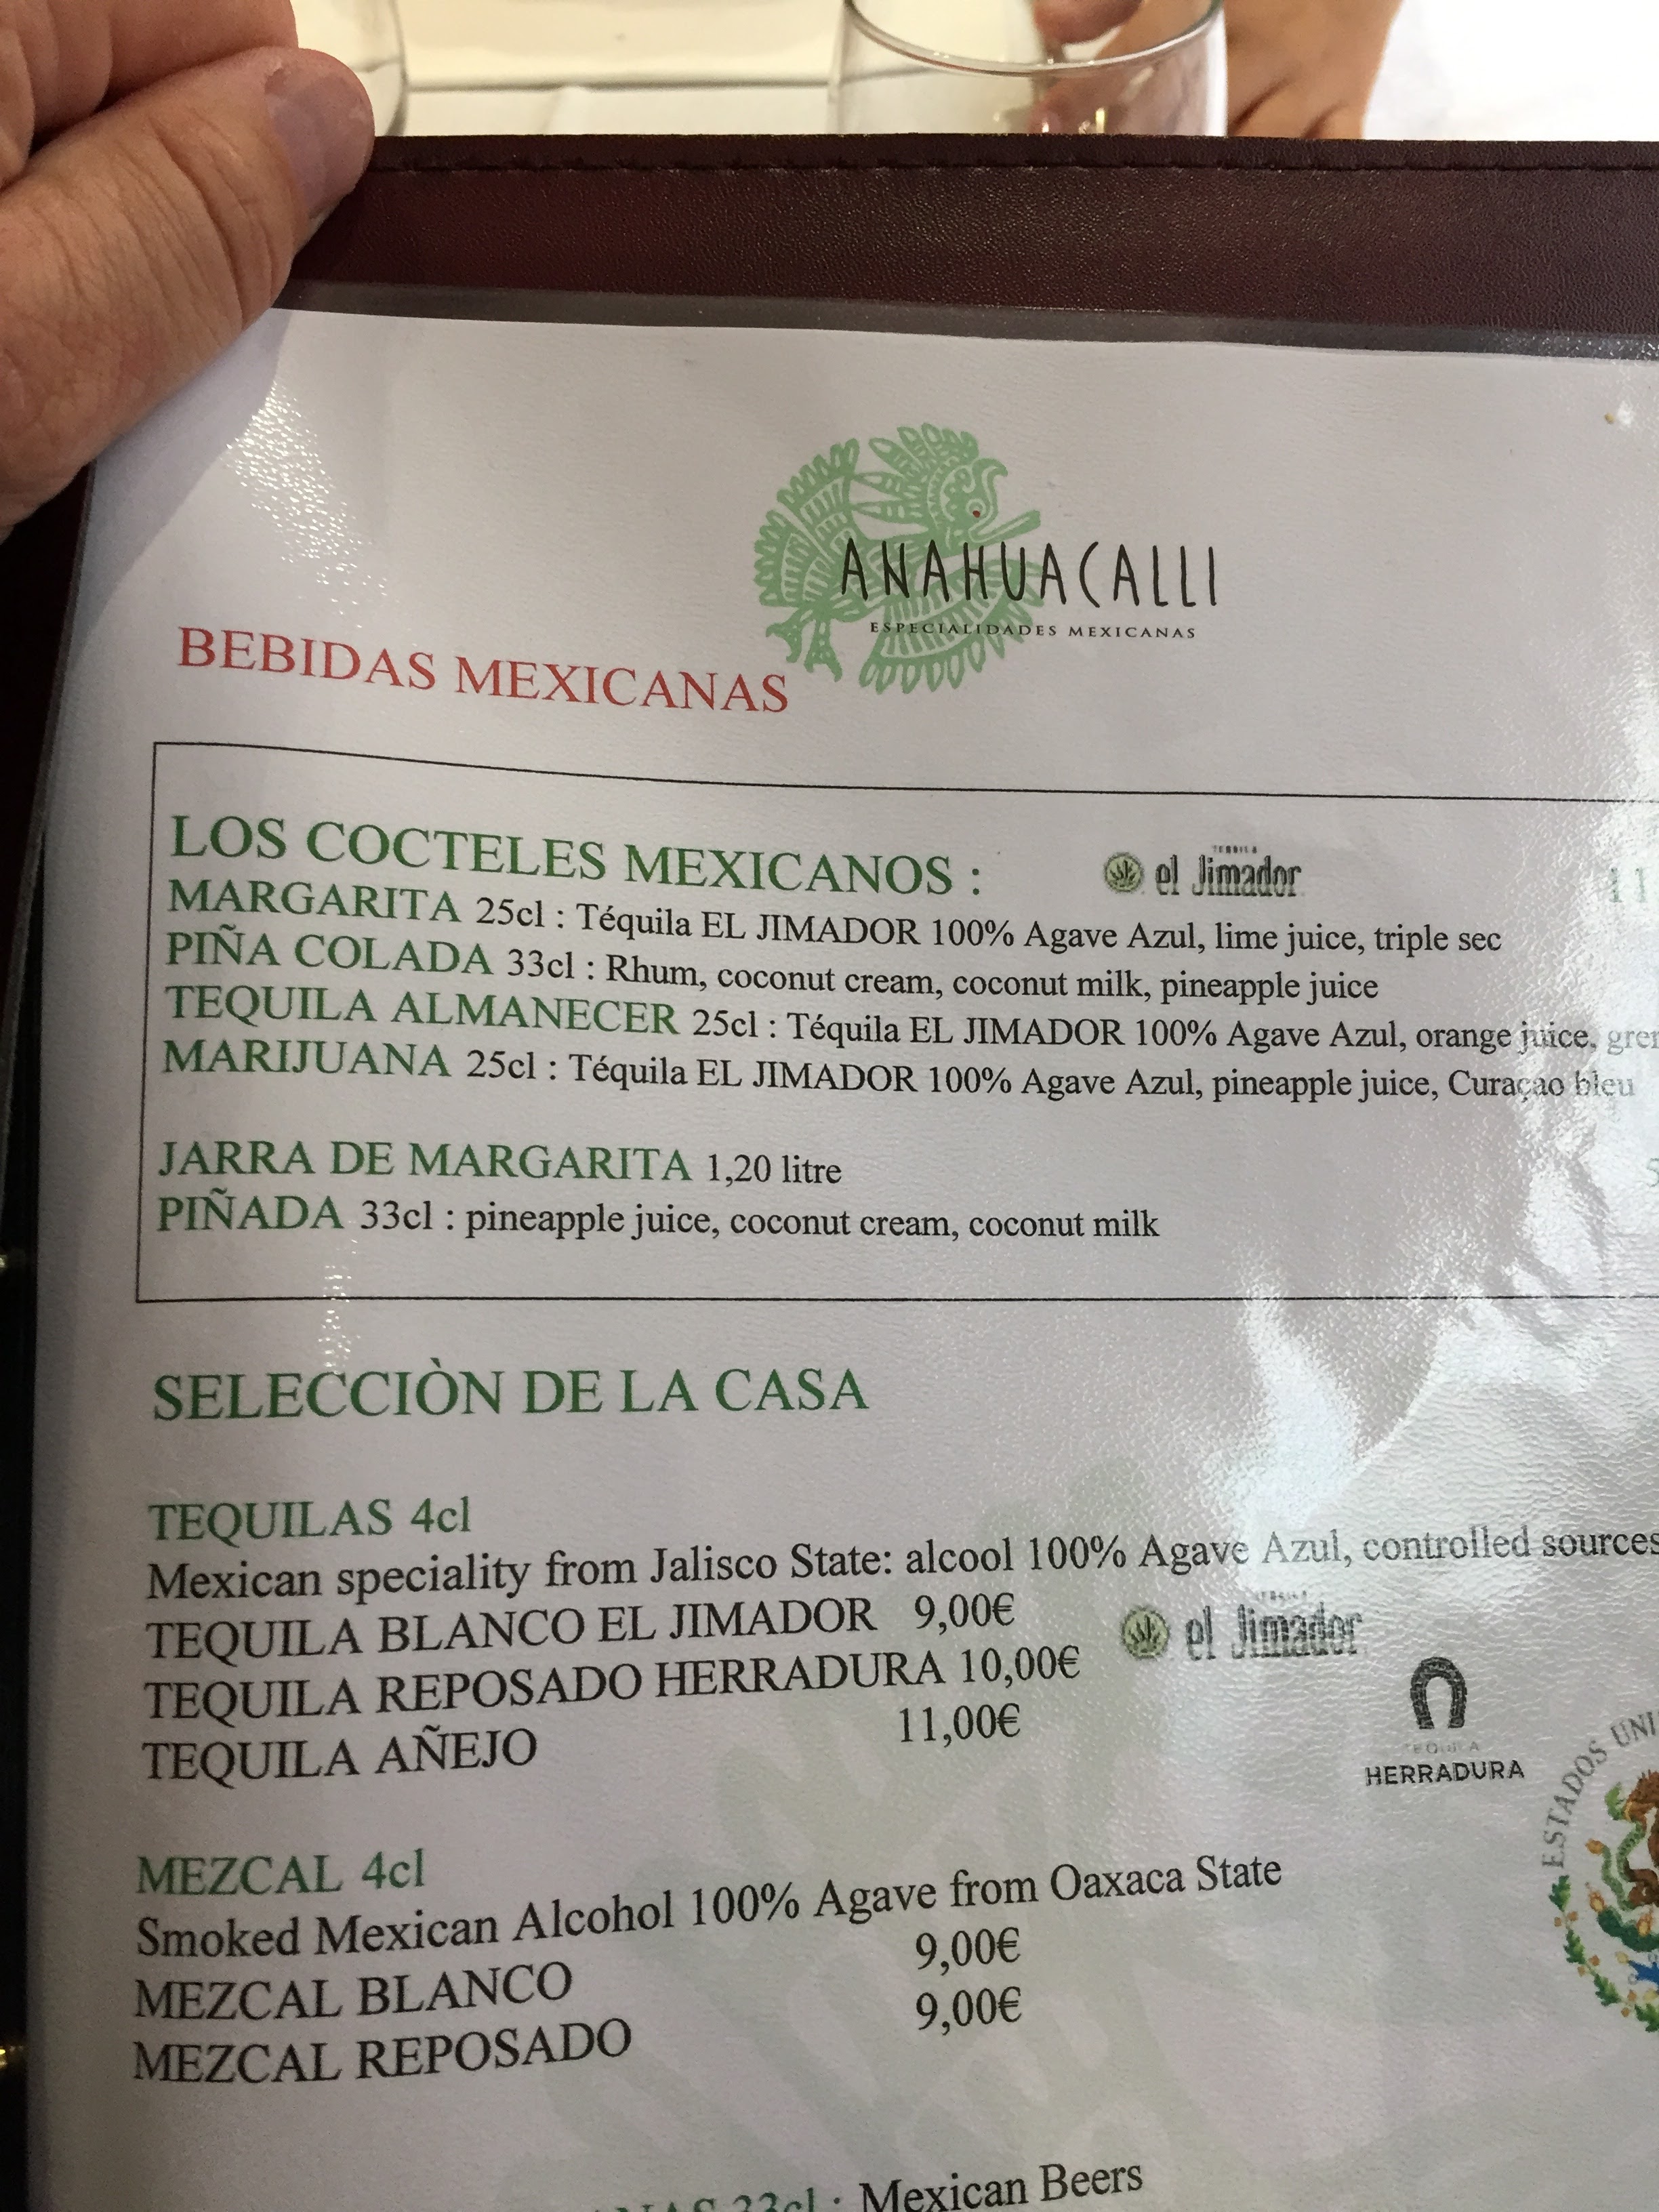 ANAHUACALLI
ESPECIALIDADES MEXICANAS
BEBIDAS MEXICANAS
LOS COCTELES MEXICANOS : TEQUILA el Jimador 11
MARGARITA 25cl : Téquila EL JIMADOR 100% Agave Azul, lime juice, triple sec
PIÑA COLADA 33cl : Rhum, coconut cream, coconut milk, pineapple juice
TEQUILA ALMANECER 25cl : Téquila EL JIMADOR 100% Agave Azul, orange juice,
MARIJUANA 25cl : Téquila EL JIMADOR 100% Agave Azul, pineapple juice, Curaçao bleu
JARRA DE MARGARITA 1,20 litre
PIÑADA 33cl : pineapple juice, coconut cream, coconut milk
SELECCIÒN DE LA CASA
TEQUILAS 4cl
Mexican speciality from Jalisco State: alcool 100% Agave Azul, controlled sources
TEQUILA BLANCO EL JIMADOR 9,00€ el Jimador
TEQUILA REPOSADO HERRADURA 10,00€
TEQUILA AÑEJO 11,00€
TEQUILA
HERRADURA
ESTADOS
MEZCAL 4cl
Smoked Mexican Alcohol 100% Agave from Oaxaca State
MEZCAL BLANCO 9,00€
MEZCAL REPOSADO 9,00€
33cl : Mexican Beers